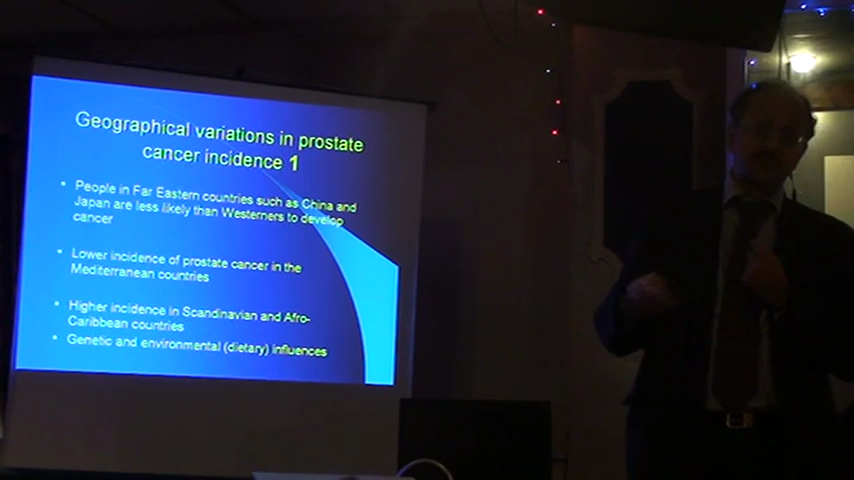 Geographical variations in prostate
cancer incidence 1
• People in Far Eastern countries such as China and
Japan are less likely than Westerners to develop
cancer
• Lower incidence of prostate cancer in the
Mediterranean countries
• Higher incidence in Scandinavian and Afro-
Caribbean countries
• Genetic and environmental (dietary) influences